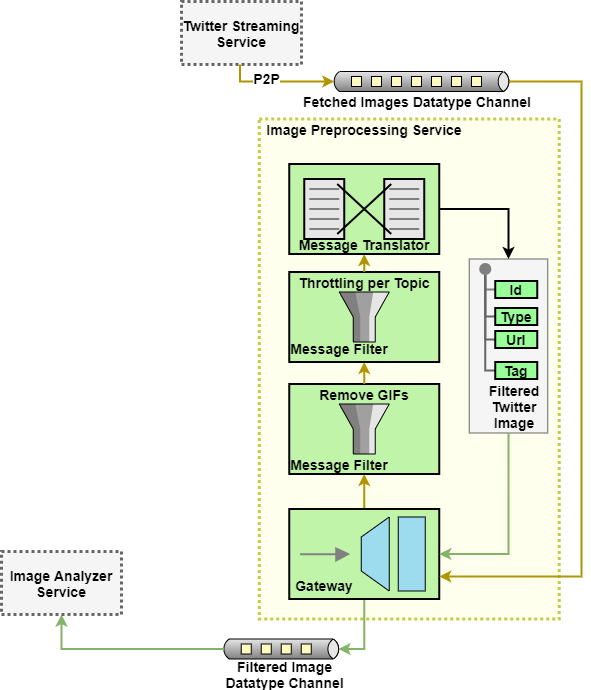 Twitter Streaming
Service
P2P
Fetched Images Datatype Channel
Image Preprocessing Service
Message Translator
Throttling per Topic
Message Filter
Id
Type
Url
Tag
Filtered
Twitter
Image
Remove GIFs
Message Filter
Gateway
Image Analyzer
Service
Filtered Image
Datatype Channel